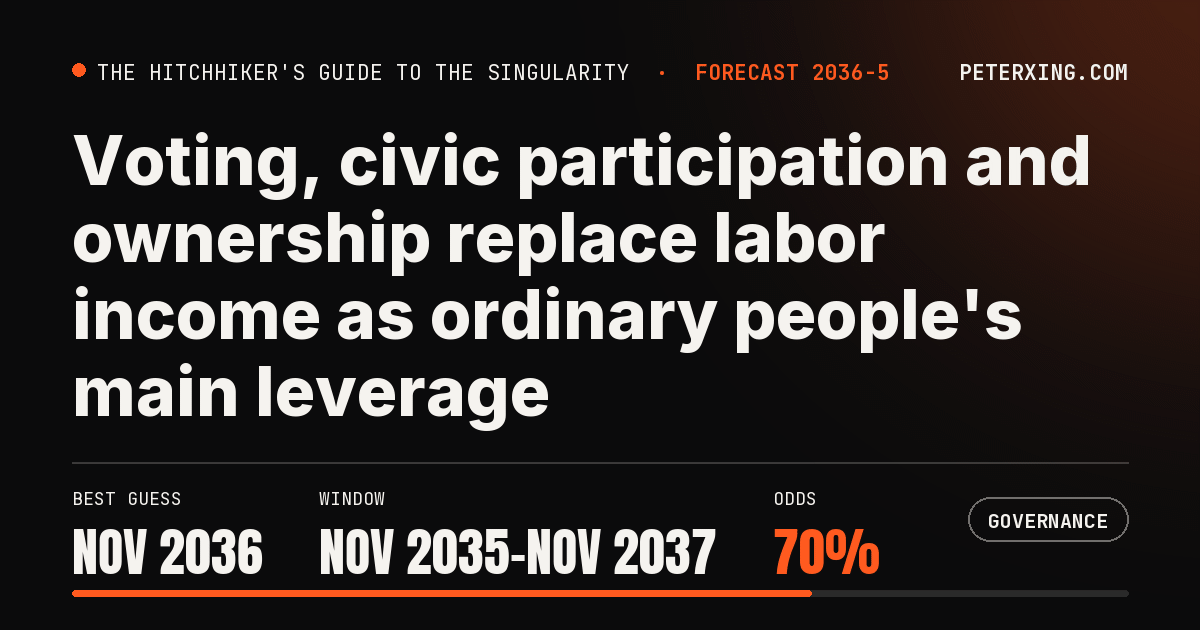 THE HITCHHIKER'S GUIDE TO THE SINGULARITY · FORECAST 2036-5 PETERXING.COM
Voting, civic participation and
ownership replace labor
income as ordinary people's
main leverage
BEST GUESS WINDOW ODDS
NOV 2036 NOV 2035-NOV 2037 70%
GOVERNANCE